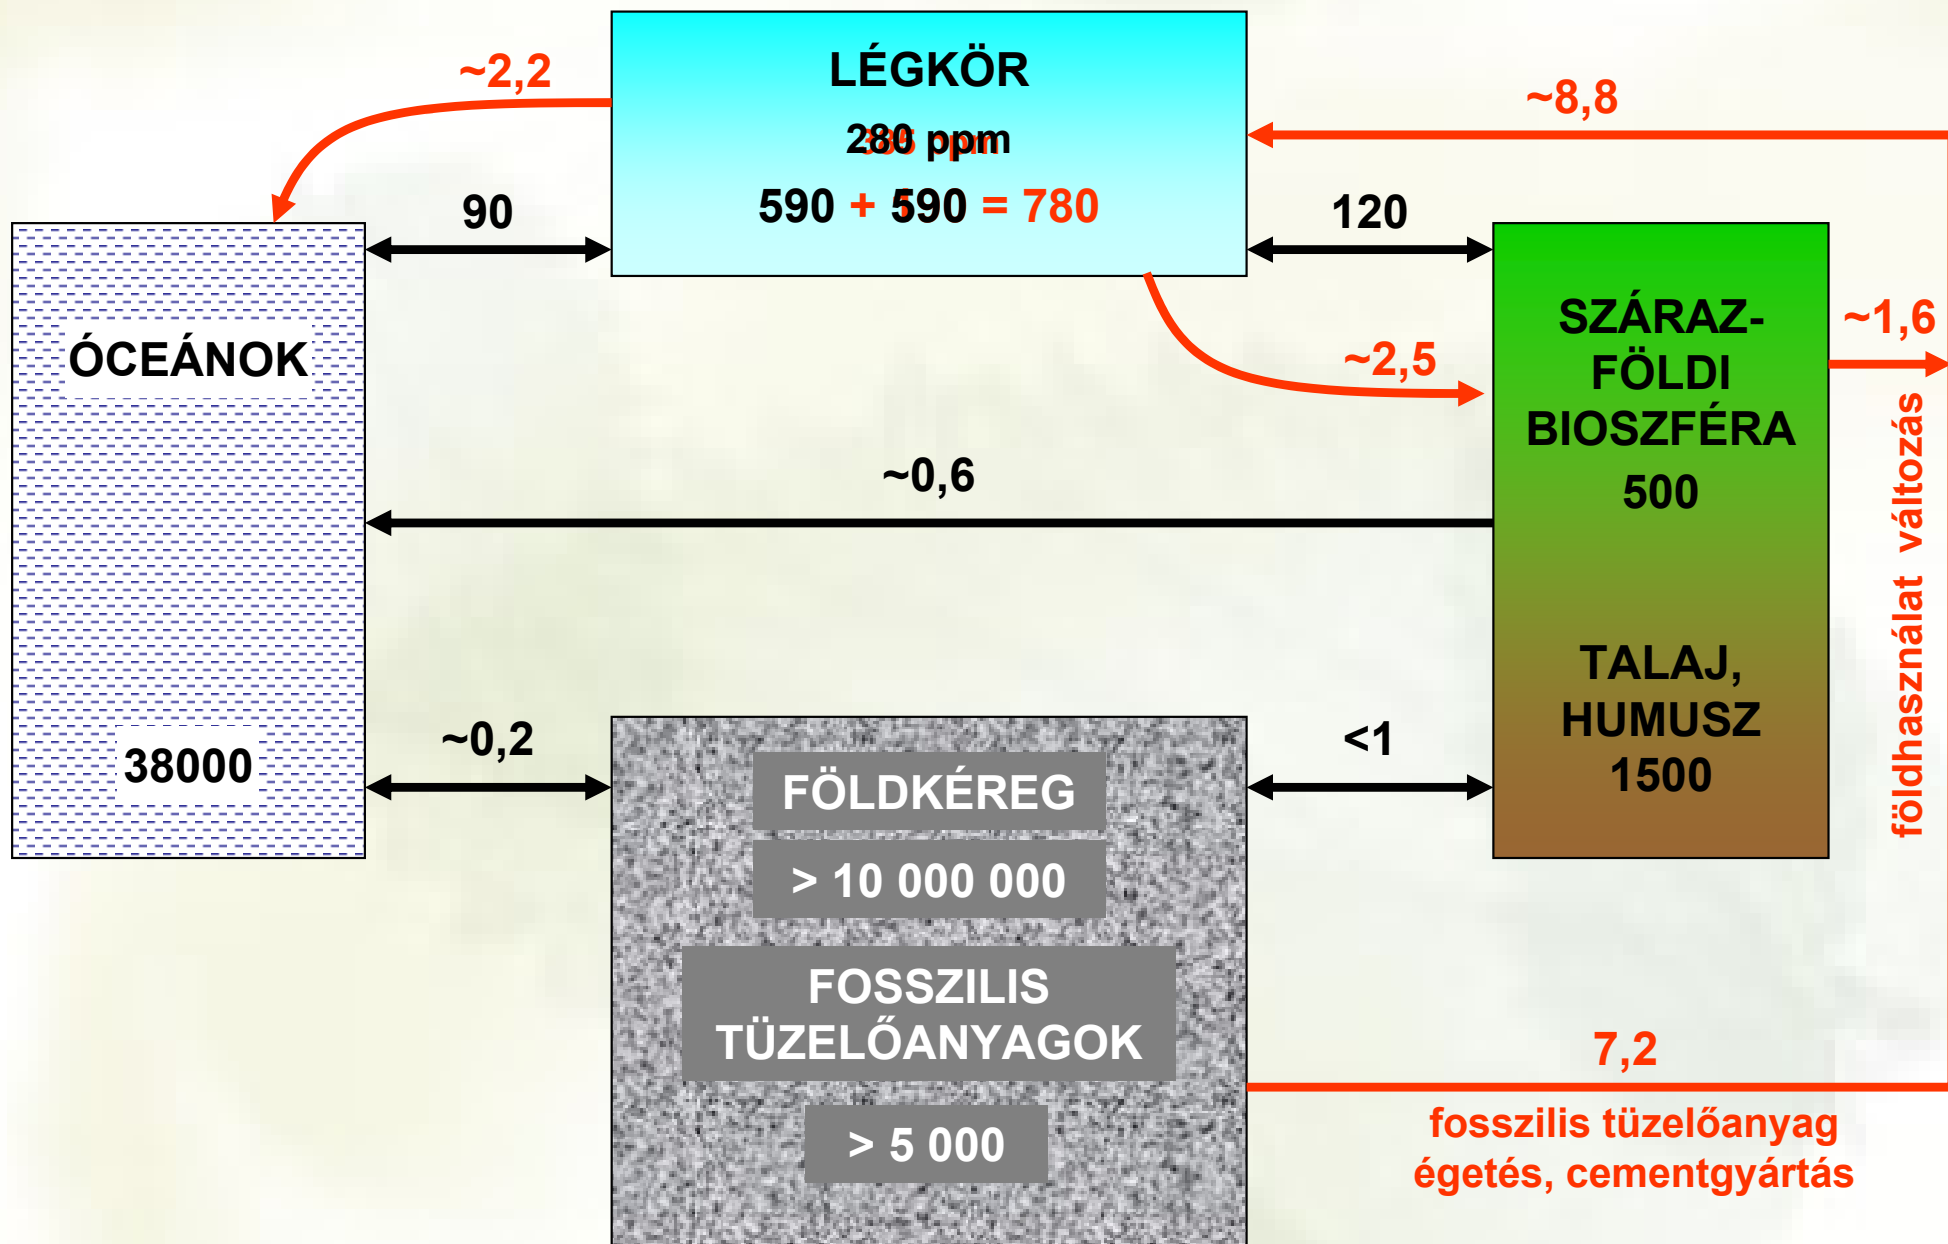 LÉGKÖR
280 ppm
590 + 590 = 780
~2,2
~8,8
90
120
ÓCEÁNOK
38000
SZÁRAZ-
FÖLDI
BIOSZFÉRA
500
TALAJ,
HUMUSZ
1500
~1,6
~2,5
~0,6
földhasználat változás
~0,2
<1
FÖLDKÉREG
> 10 000 000
FOSSZILIS
TÜZELŐANYAGOK
> 5 000
7,2
fosszilis tüzelőanyag
égetés, cementgyártás